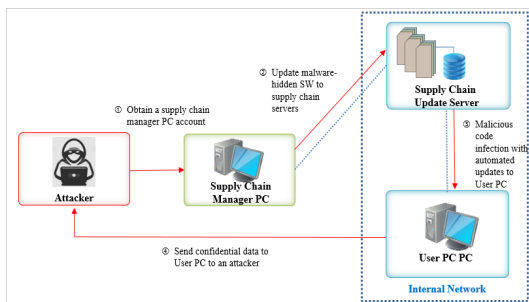 ① Obtain a supply chain
manager PC account
② Update malware-
hidden SW to
supply chain
servers
Supply Chain
Update Server
③ Malicious
code
infection with
automated
updates to
User PC
Attacker
Supply Chain
Manager PC
User PC PC
④ Send confidential data to
User PC to an attacker
Internal Network